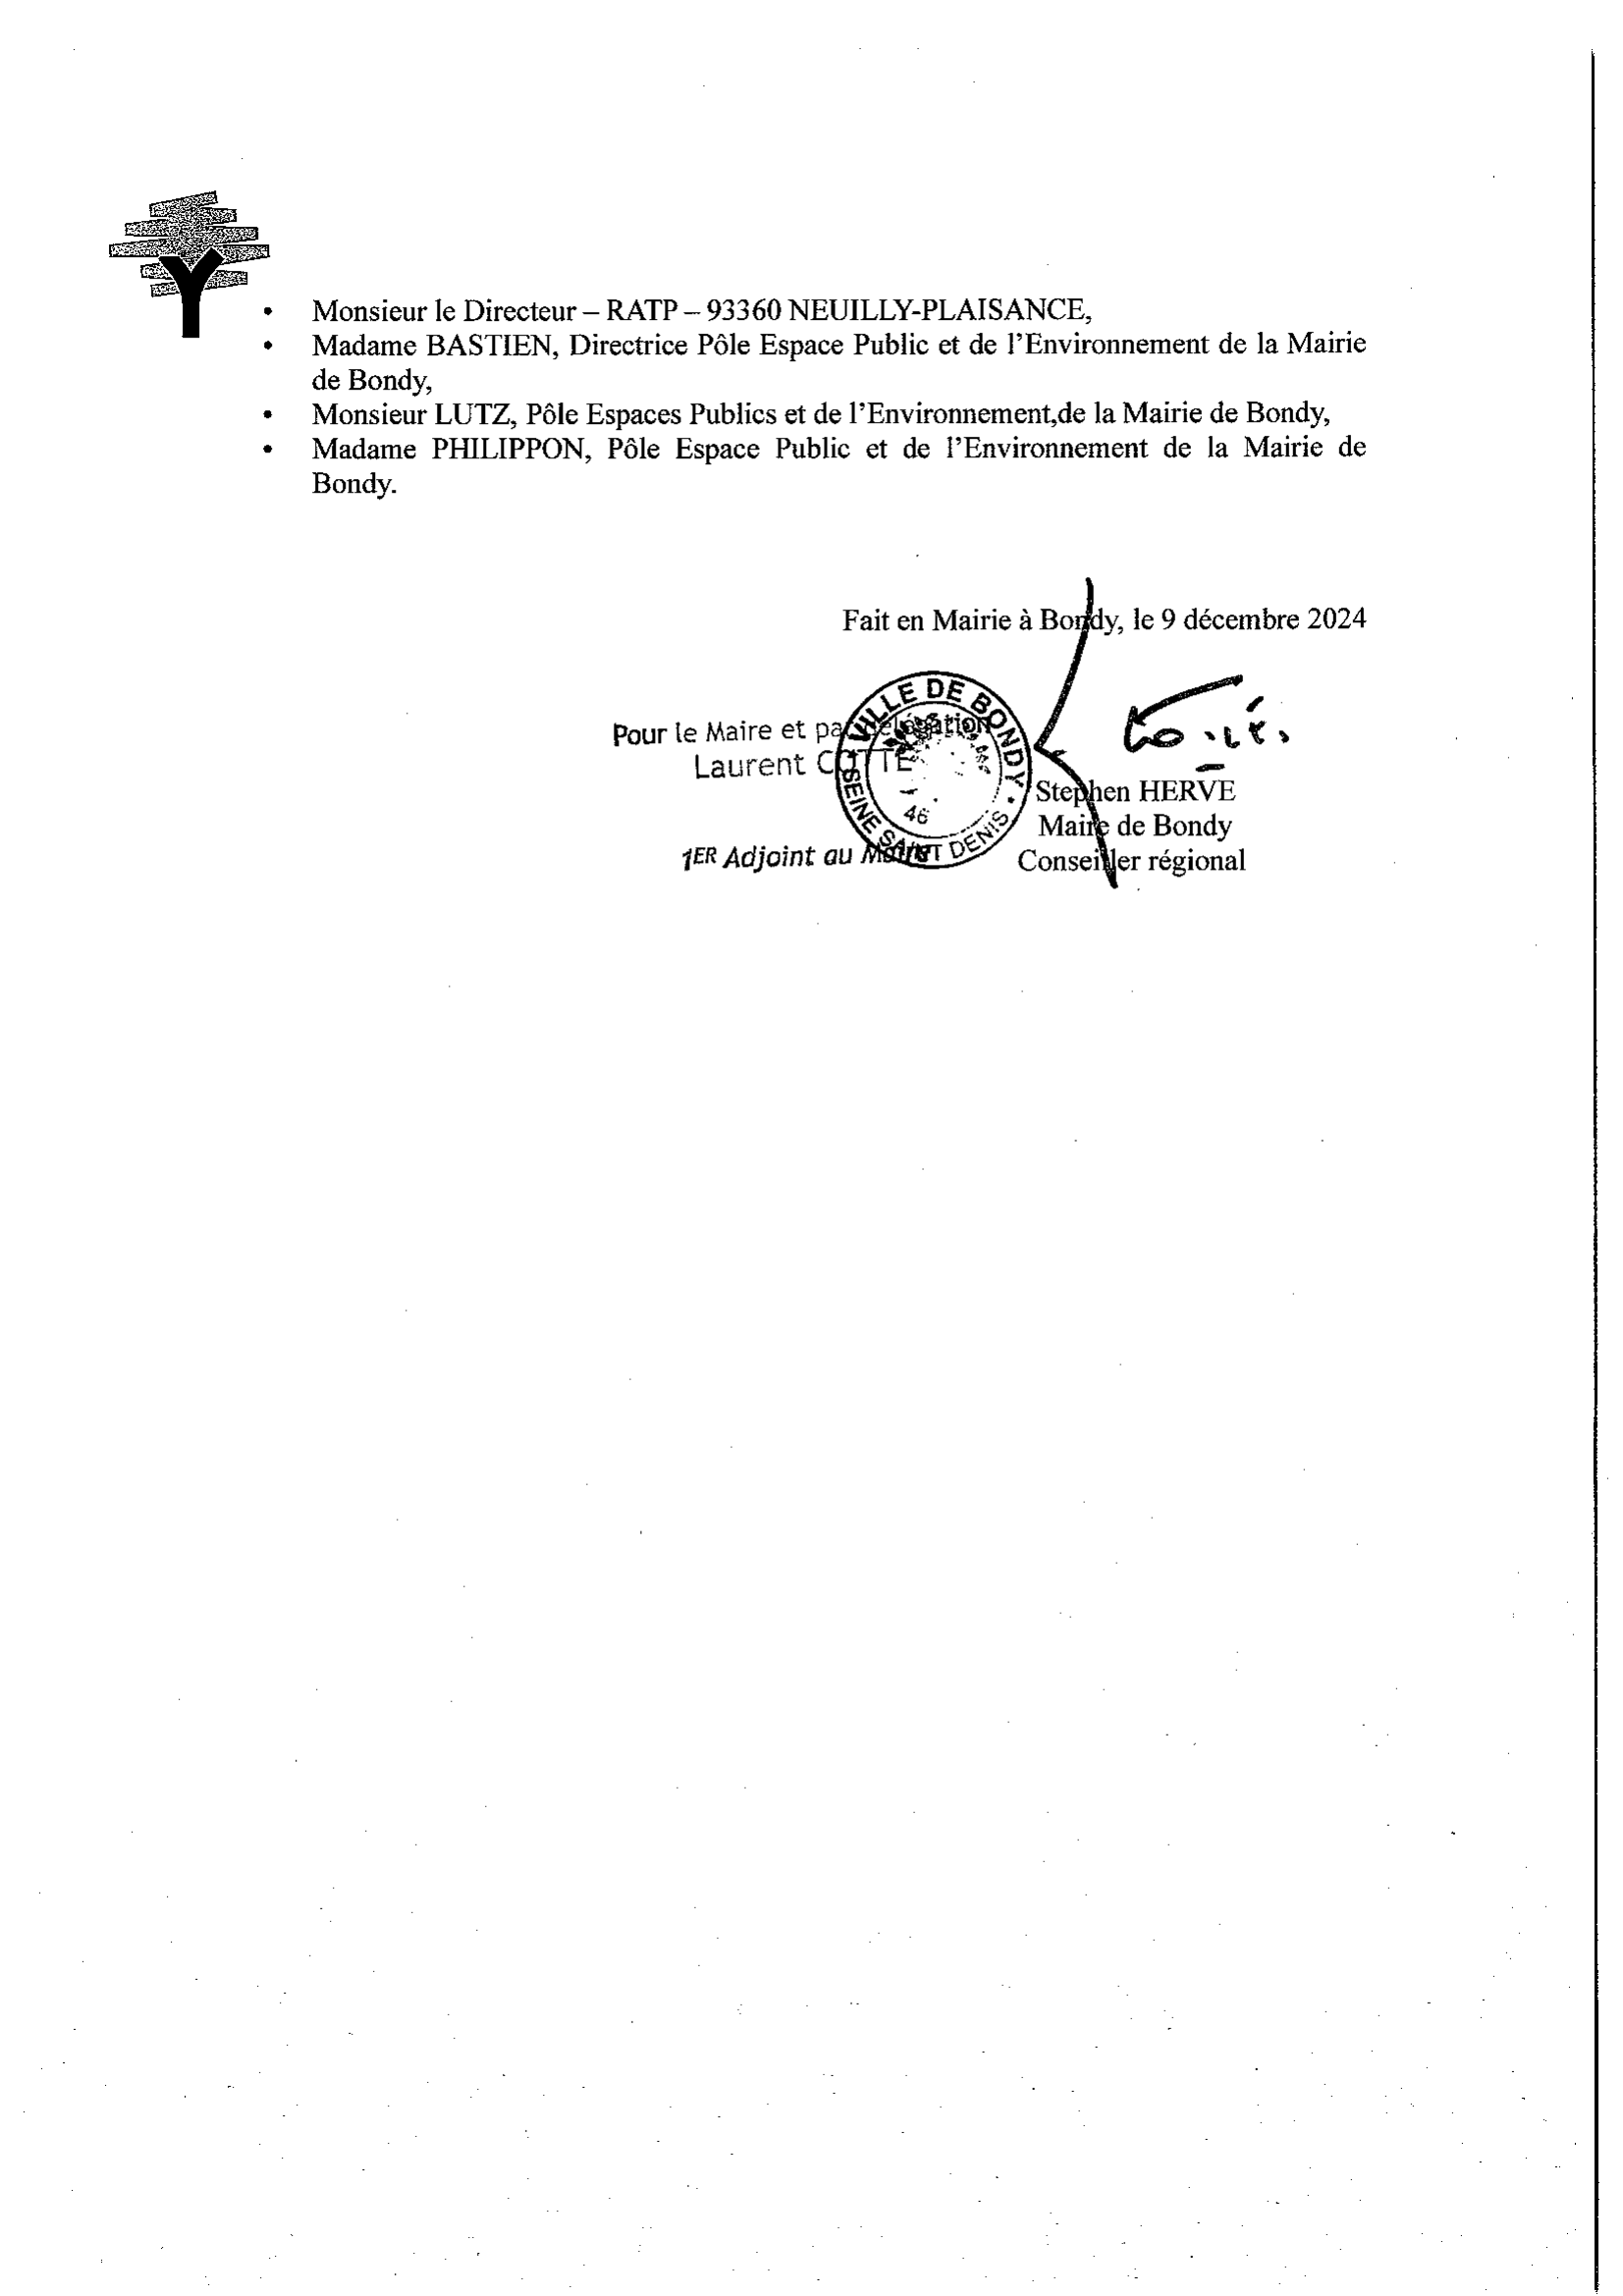 • Monsieur le Directeur – RATP – 93360 NEUILLY-PLAISANCE,
• Madame BASTIEN, Directrice Pôle Espace Public et de l’Environnement de la Mairie
de Bondy,
• Monsieur LUTZ, Pôle Espaces Publics et de l’Environnement,de la Mairie de Bondy,
• Madame PHILIPPON, Pôle Espace Public et de l’Environnement de la Mairie de
Bondy.
Fait en Mairie à Bondy, le 9 décembre 2024
VILLE DE BONDY
SEINE SAINT DENIS
46
Pour le Maire et par délégation
Laurent COTTE
1ER Adjoint au Maire
Stephen HERVE
Maire de Bondy
Conseiller régional